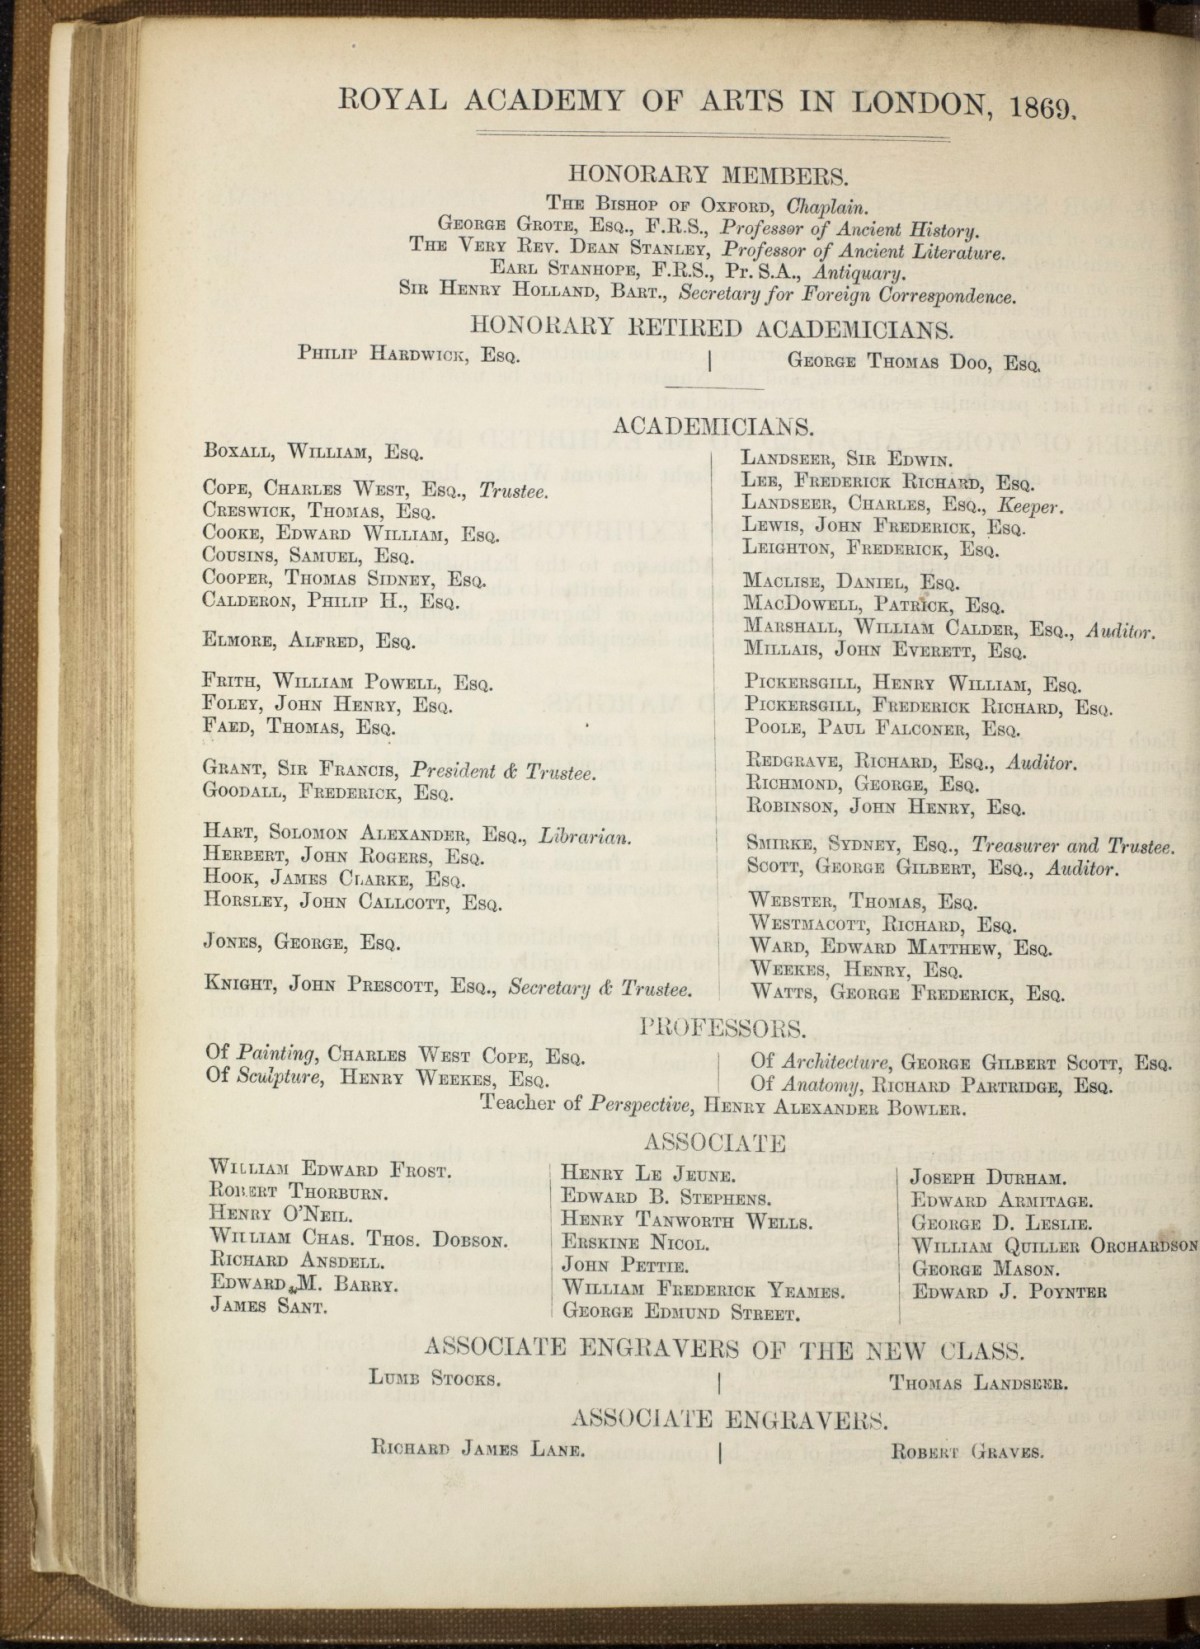 ROYAL ACADEMY OF ARTS IN LONDON, 1869.
HONORARY MEMBERS.
THE BISHOP OF OXFORD, Chaplain.
GEORGE GROTE, ESQ., F.R.S., Professor of Ancient History.
THE VERY REV. DEAN STANLEY, Professor of Ancient Literature.
EARL STANHOPE, F.R.S., PR. S.A., Antiquary.
SIR HENRY HOLLAND, BART., Secretary for Foreign Correspondence.
HONORARY RETIRED ACADEMICIANS.
PHILIP HARDWICK, ESQ.
GEORGE THOMAS DOO, ESQ.
ACADEMICIANS.
BOXALL, WILLIAM, ESQ.
COPE, CHARLES WEST, ESQ., Trustee.
CRESWICK, THOMAS, ESQ.
COOKE, EDWARD WILLIAM, ESQ.
COUSINS, SAMUEL, ESQ.
COOPER, THOMAS SIDNEY, ESQ.
CALDERON, PHILIP H., ESQ.
ELMORE, ALFRED, ESQ.
FRITH, WILLIAM POWELL, ESQ.
FOLEY, JOHN HENRY, ESQ.
FAED, THOMAS, ESQ.
GRANT, SIR FRANCIS, President & Trustee.
GOODALL, FREDERICK, ESQ.
HART, SOLOMON ALEXANDER, ESQ., Librarian.
HERBERT, JOHN ROGERS, ESQ.
HOOK, JAMES CLARKE, ESQ.
HORSLEY, JOHN CALLCOTT, ESQ.
JONES, GEORGE, ESQ.
KNIGHT, JOHN PRESCOTT, ESQ., Secretary & Trustee.
LANDSEER, SIR EDWIN.
LEE, FREDERICK RICHARD, ESQ.
LANDSEER, CHARLES, ESQ., Keeper.
LEWIS, JOHN FREDERICK, ESQ.
LEIGHTON, FREDERICK, ESQ.
MACLISE, DANIEL, ESQ.
MACDOWELL, PATRICK, ESQ.
MARSHALL, WILLIAM CALDER, ESQ., Auditor.
MILLAIS, JOHN EVERETT, ESQ.
PICKERSGILL, HENRY WILLIAM, ESQ.
PICKERSGILL, FREDERICK RICHARD, ESQ.
POOLE, PAUL FALCONER, ESQ.
REDGRAVE, RICHARD, ESQ., Auditor.
RICHMOND, GEORGE, ESQ.
ROBINSON, JOHN HENRY, ESQ.
SMIRKE, SYDNEY, ESQ., Treasurer and Trustee.
SCOTT, GEORGE GILBERT, ESQ., Auditor.
WEBSTER, THOMAS, ESQ.
WESTMACOTT, RICHARD, ESQ.
WARD, EDWARD MATTHEW, ESQ.
WEEKES, HENRY, ESQ.
WATTS, GEORGE FREDERICK, ESQ.
PROFESSORS.
Of Painting, CHARLES WEST COPE, ESQ.
Of Sculpture, HENRY WEEKES, ESQ.
Of Architecture, GEORGE GILBERT SCOTT, ESQ.
Of Anatomy, RICHARD PARTRIDGE, ESQ.
Teacher of Perspective, HENRY ALEXANDER BOWLER.
ASSOCIATE
WILLIAM EDWARD FROST.
ROBERT THORBURN.
HENRY O'NEIL.
WILLIAM CHAS. THOS. DOBSON.
RICHARD ANSDELL.
EDWARD M. BARRY.
JAMES SANT.
HENRY LE JEUNE.
EDWARD B. STEPHENS.
HENRY TANWORTH WELLS.
ERSKINE NICOL.
JOHN PETTIE.
WILLIAM FREDERICK YEAMES.
GEORGE EDMUND STREET.
JOSEPH DURHAM.
EDWARD ARMITAGE.
GEORGE D. LESLIE.
WILLIAM QUILLER ORCHARDSON
GEORGE MASON.
EDWARD J. POYNTER
ASSOCIATE ENGRAVERS OF THE NEW CLASS.
LUMB STOCKS.
THOMAS LANDSEER.
ASSOCIATE ENGRAVERS.
RICHARD JAMES LANE.
ROBERT GRAVES.